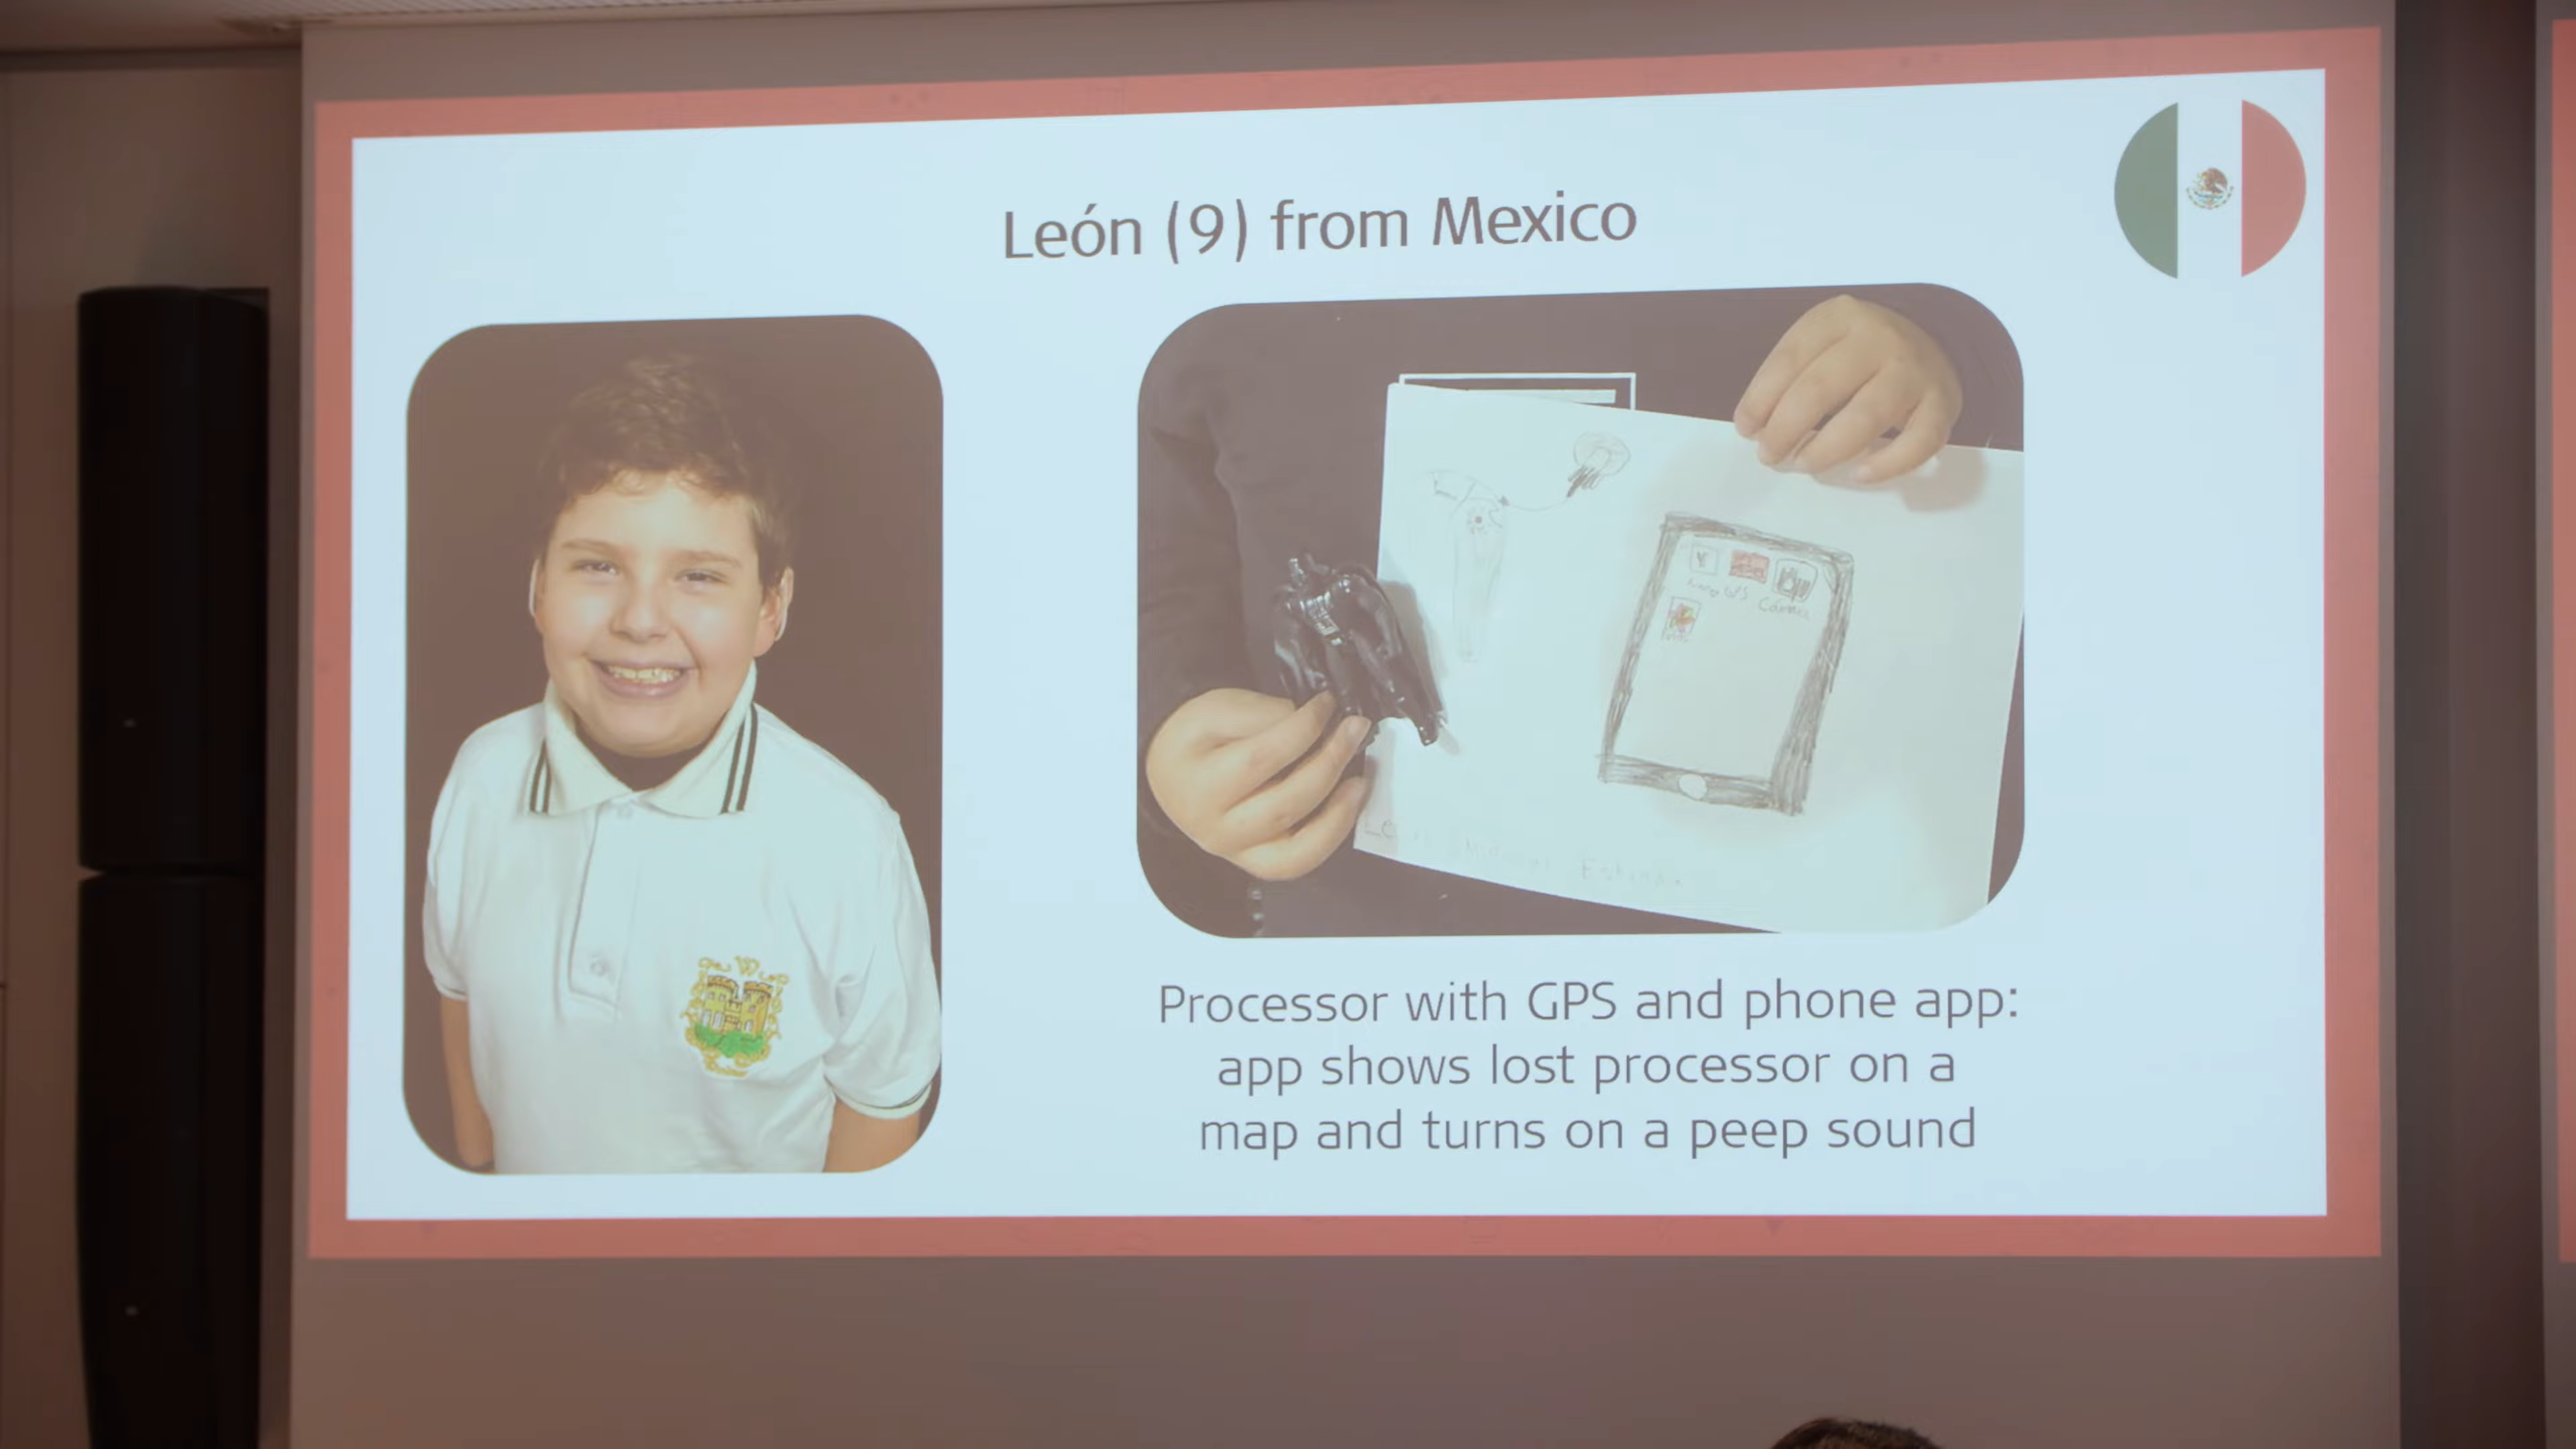 León (9) from Mexico
GPS
Processor with GPS and phone app:
app shows lost processor on a
map and turns on a peep sound